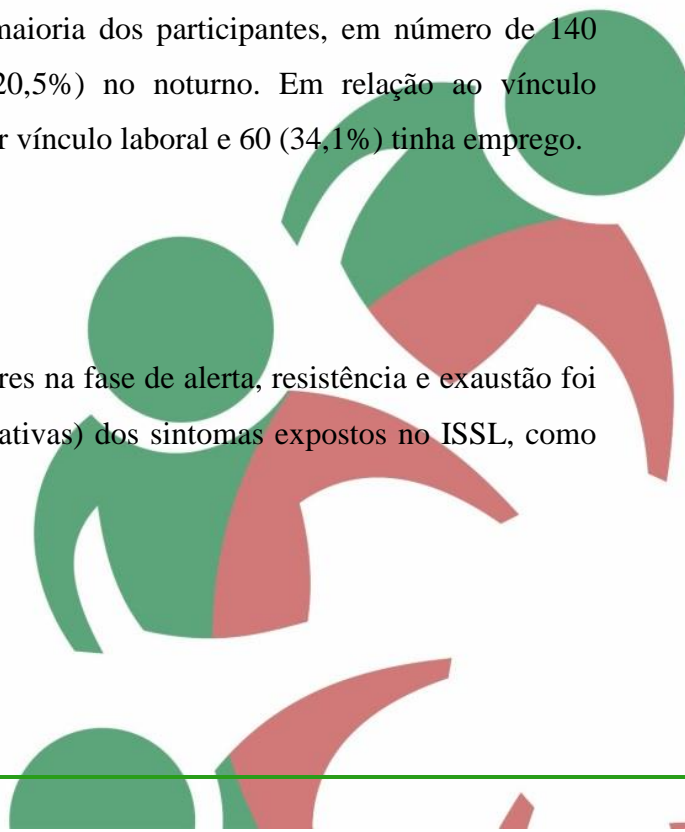 maioria dos participantes, em número de 140
20,5%) no noturno. Em relação ao vínculo
r vínculo laboral e 60 (34,1%) tinha emprego.
res na fase de alerta, resistência e exaustão foi
ativas) dos sintomas expostos no ISSL, como